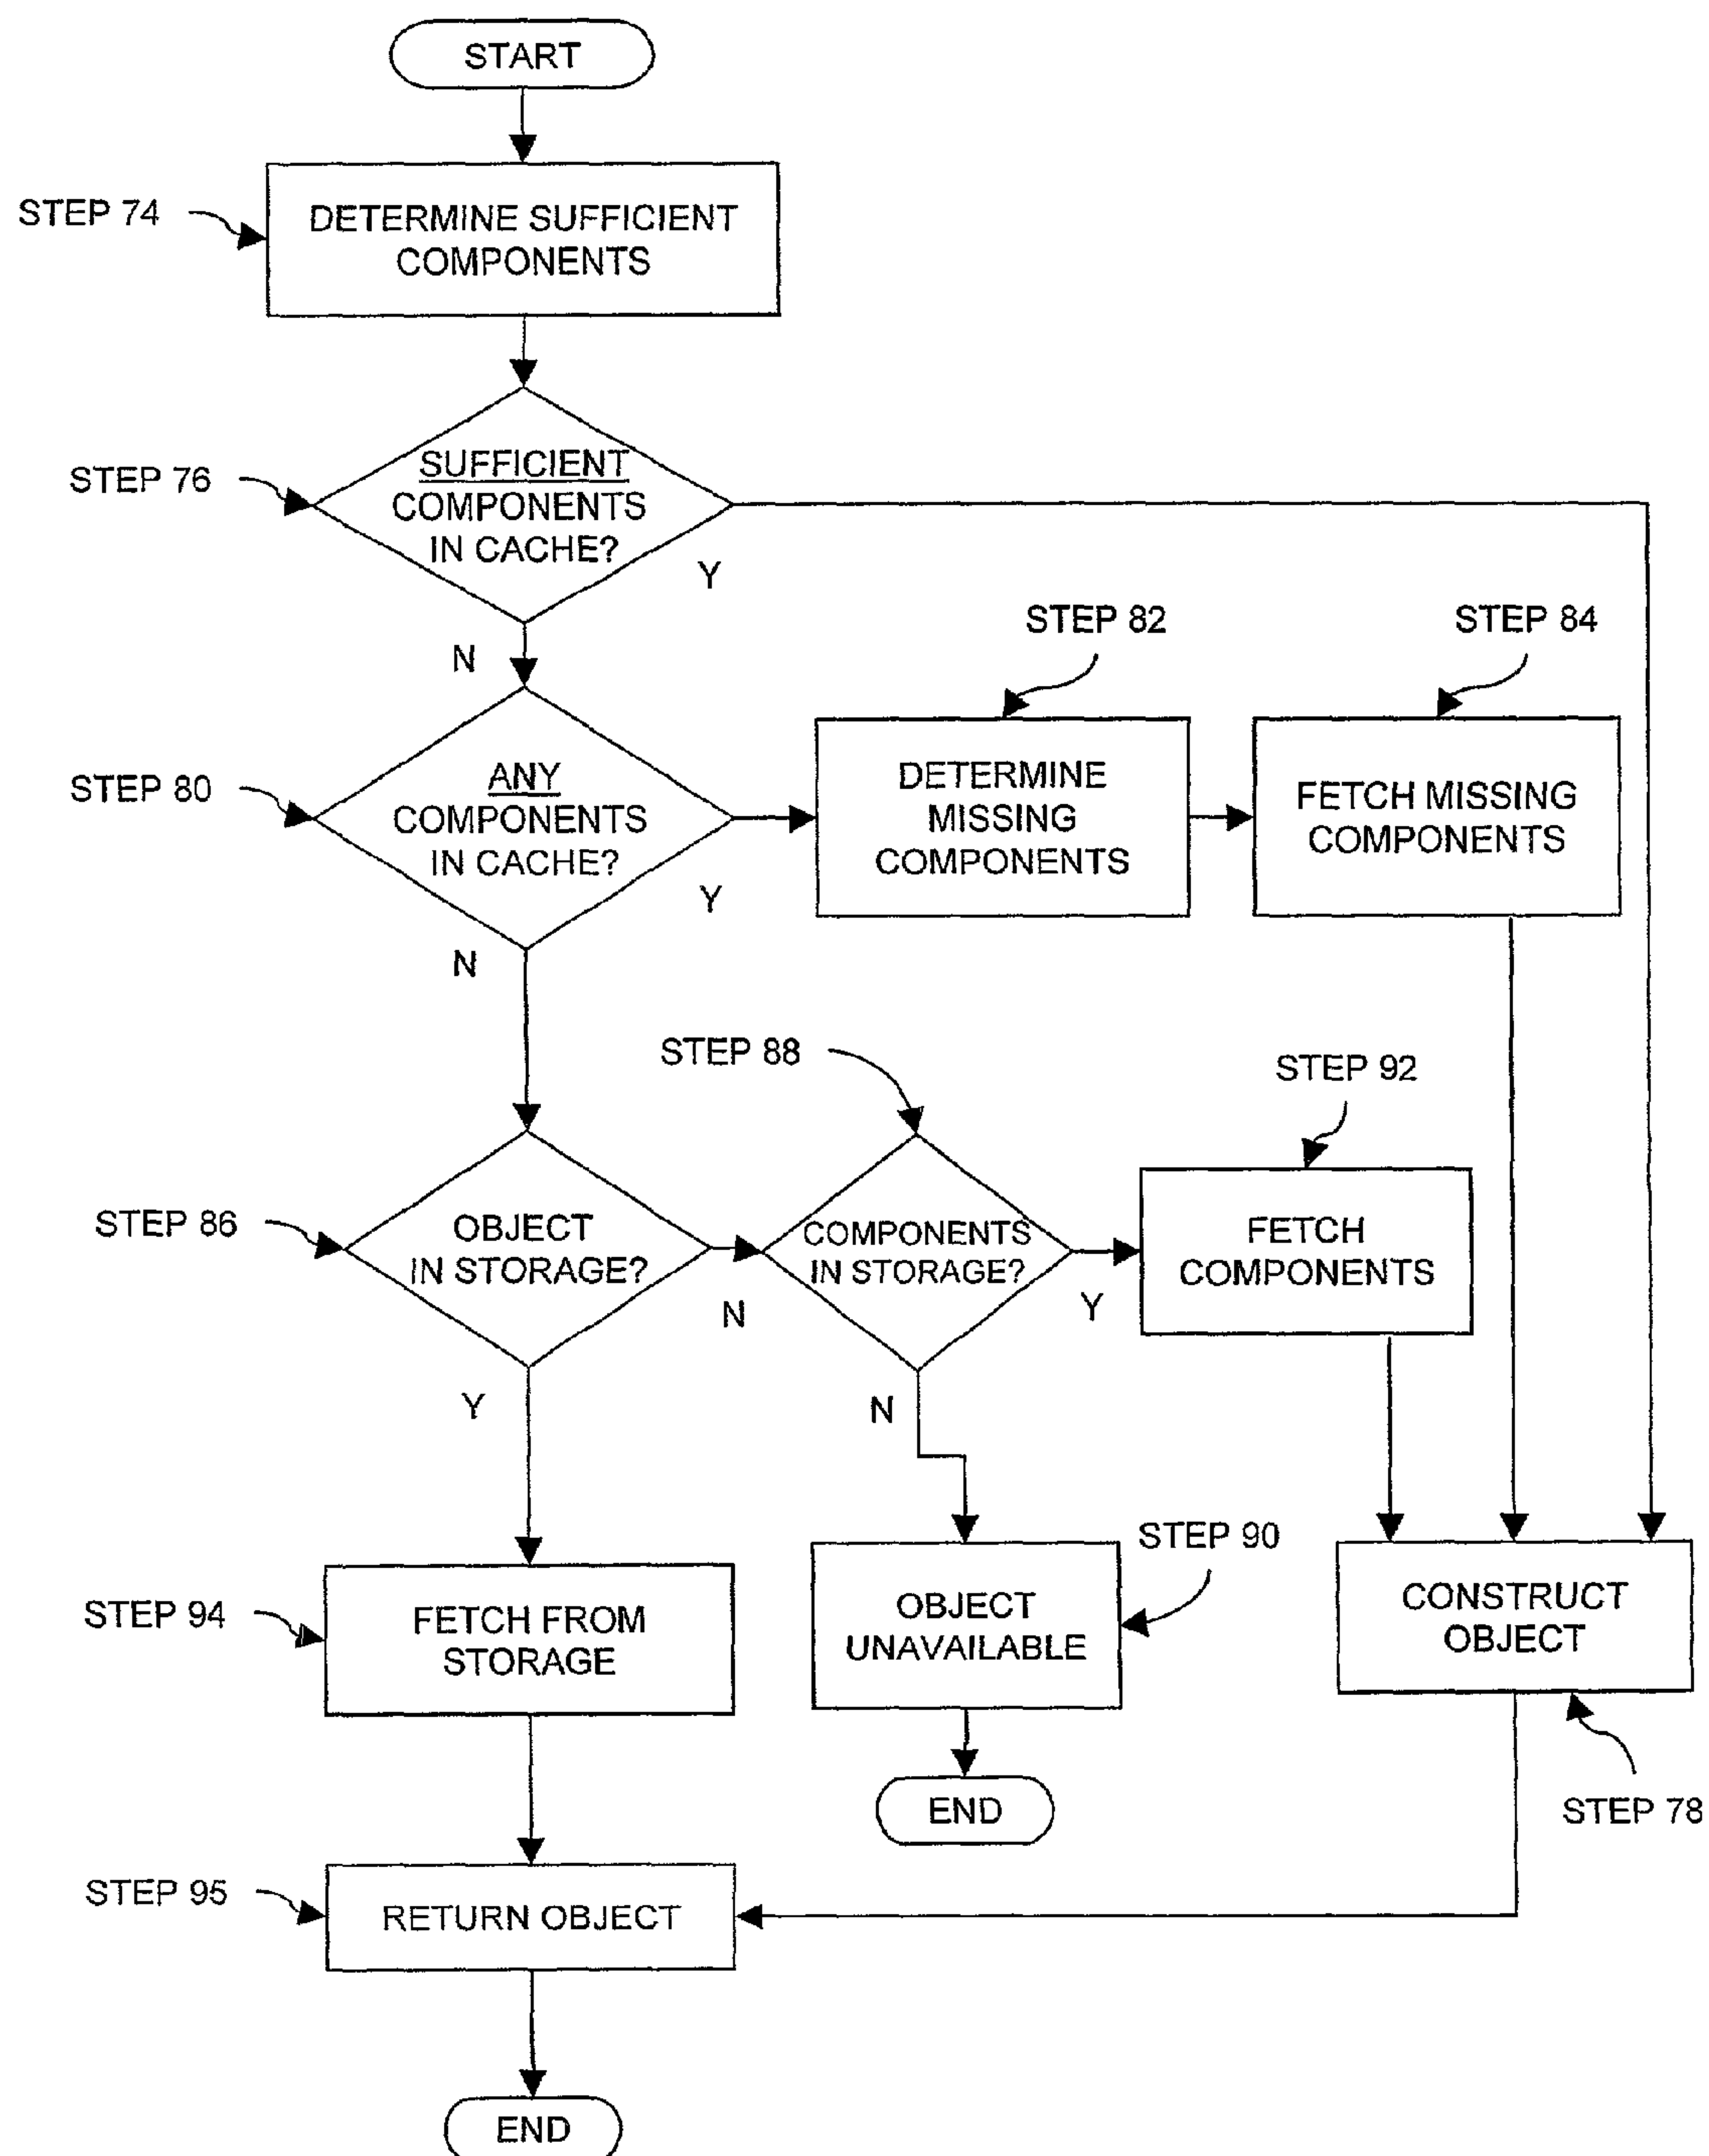 START
STEP 74
DETERMINE SUFFICIENT
COMPONENTS
STEP 76
SUFFICIENT
COMPONENTS
IN CACHE?
Y
N
STEP 82
STEP 84
STEP 80
ANY
COMPONENTS
IN CACHE?
Y
N
DETERMINE
MISSING
COMPONENTS
FETCH MISSING
COMPONENTS
STEP 88
STEP 92
STEP 86
OBJECT
IN STORAGE?
N
Y
COMPONENTS
IN STORAGE?
Y
N
FETCH
COMPONENTS
STEP 94
FETCH FROM
STORAGE
OBJECT
UNAVAILABLE
STEP 90
CONSTRUCT
OBJECT
END
STEP 78
STEP 95
RETURN OBJECT
END